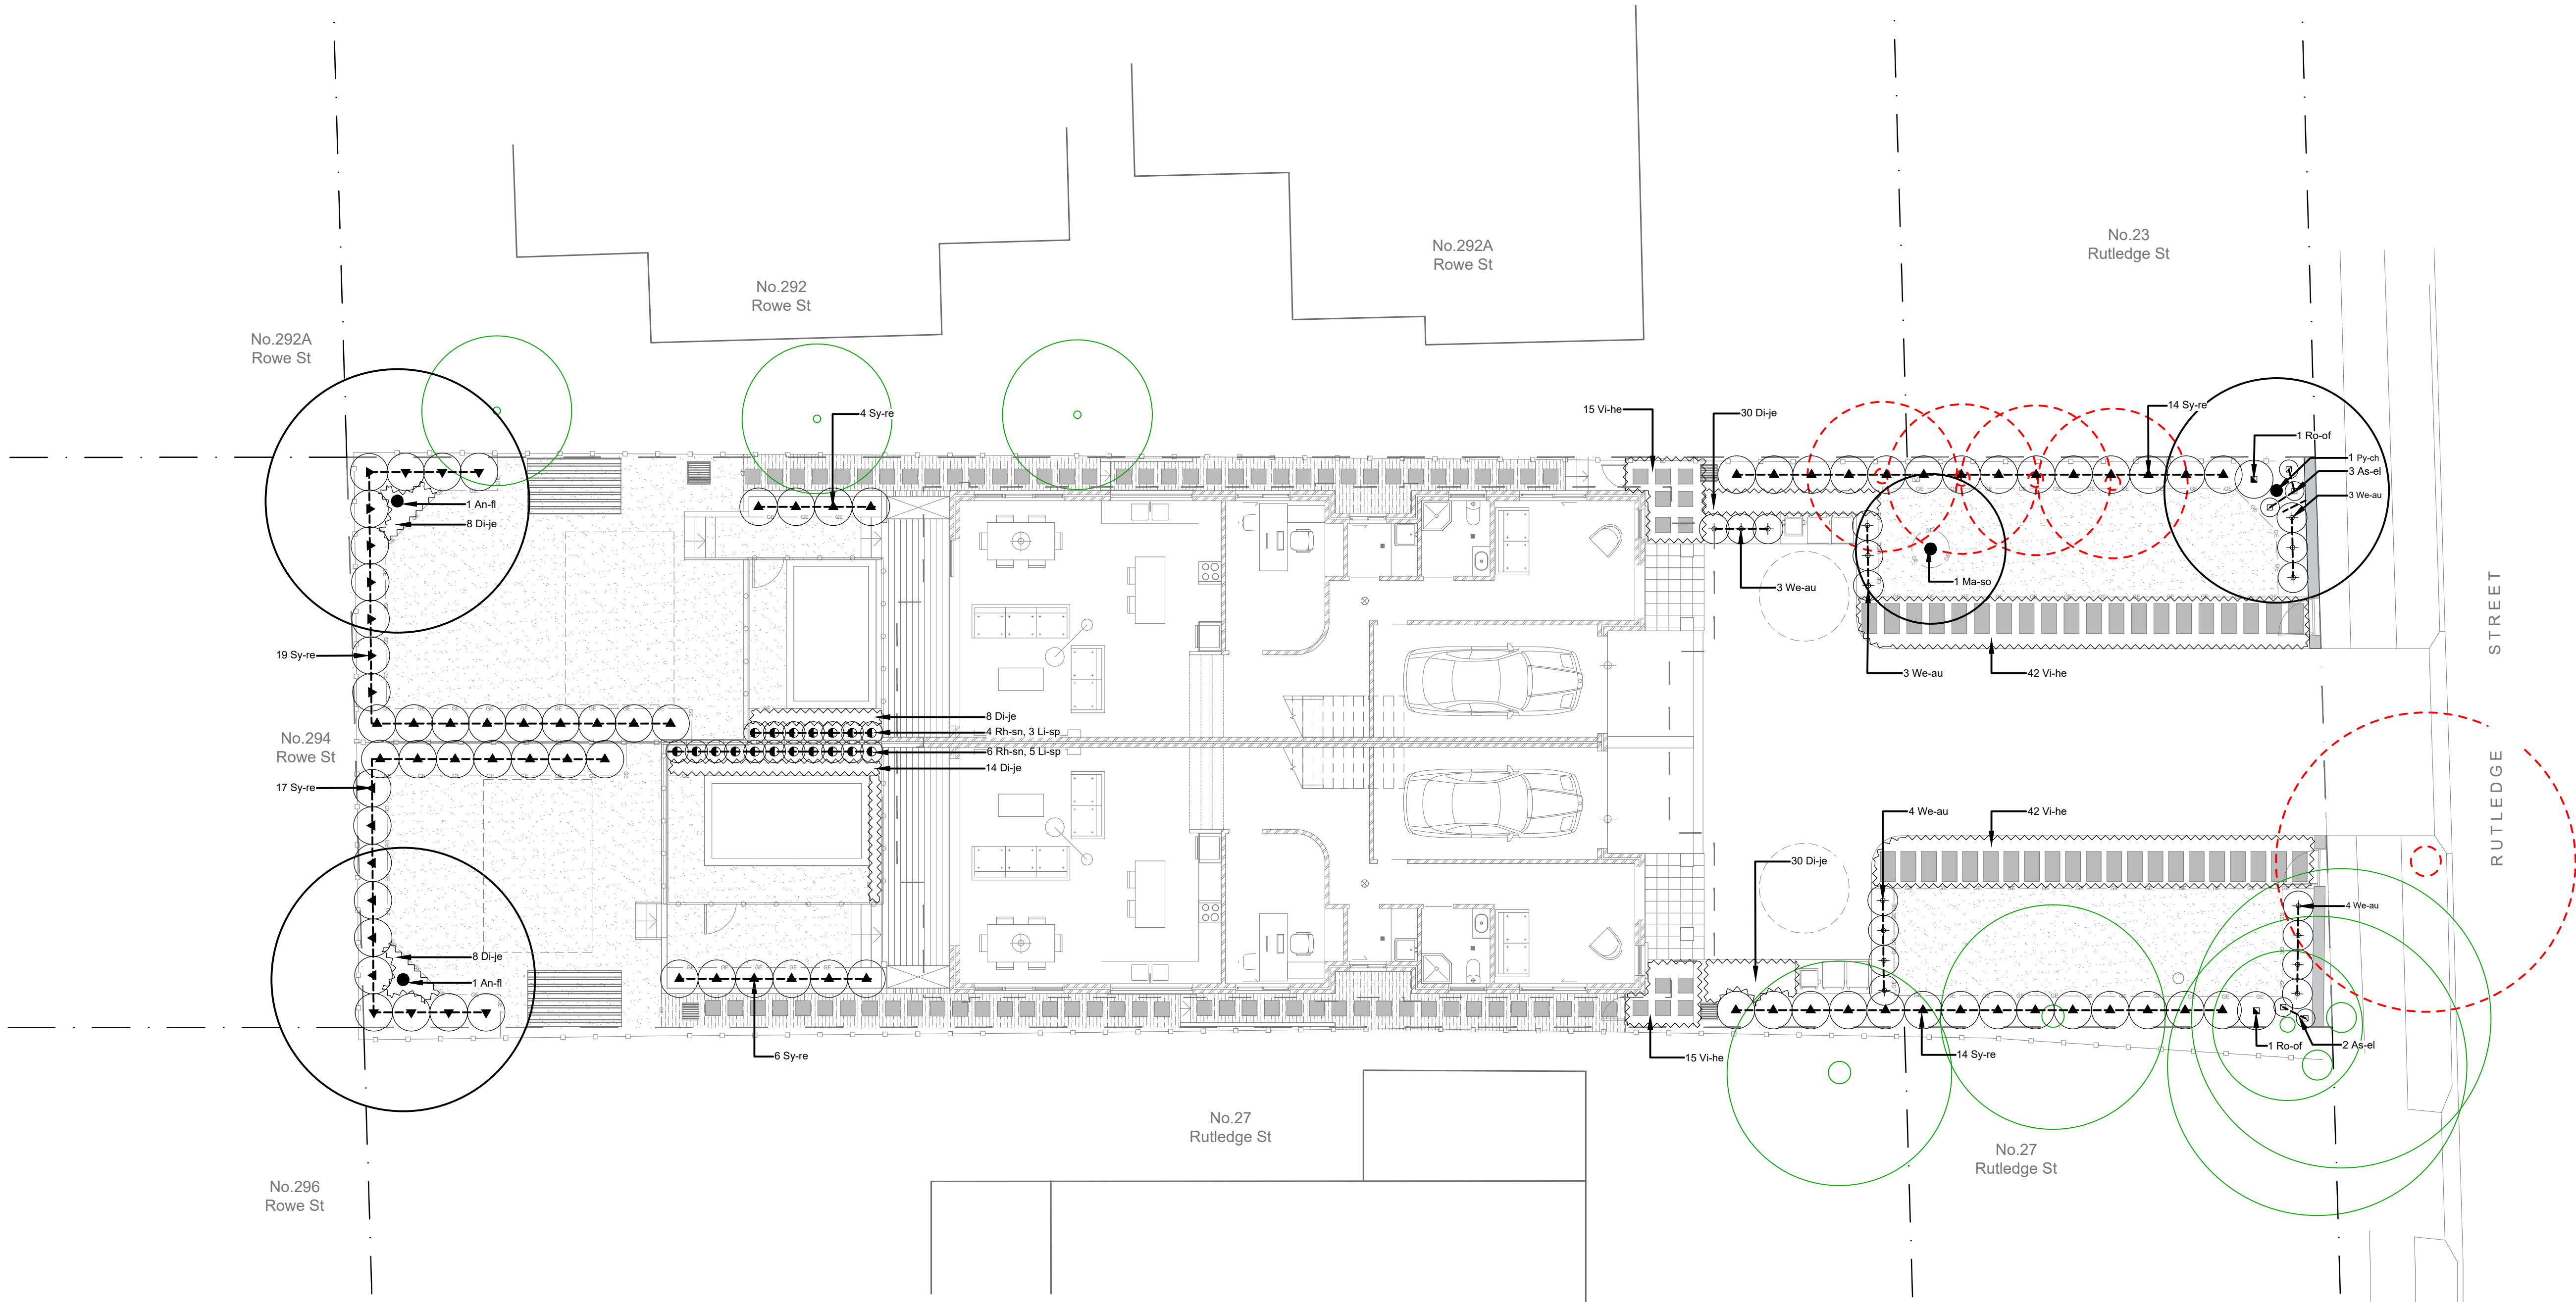 No.23
Rutledge St
No.292A
Rowe St
No.292
Rowe St
No.292A
Rowe St
4 Sy-re
15 Vi-he
30 Di-je
14 Sy-re
1 Ro-of
1 Py-ch
3 As-el
3 We-au
1 An-fl
8 Di-je
3 We-au
1 Ma-so
19 Sy-re
3 We-au
42 Vi-he
STREET
8 Di-je
4 Rh-sn, 3 Li-sp
6 Rh-sn, 5 Li-sp
14 Di-je
No.294
Rowe St
17 Sy-re
4 We-au
42 Vi-he
RUTLEDGE
30 Di-je
4 We-au
8 Di-je
1 An-fl
6 Sy-re
15 Vi-he
14 Sy-re
1 Ro-of
2 As-el
No.27
Rutledge St
No.27
Rutledge St
No.296
Rowe St